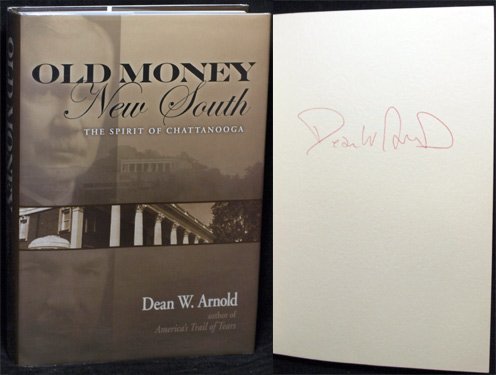 OLD MONEY
OLD MONEY
New South
THE SPIRIT OF CHATTANOOGA
Dean W. Arnold
author of
America's Trail of Tears
Dean W Arnold